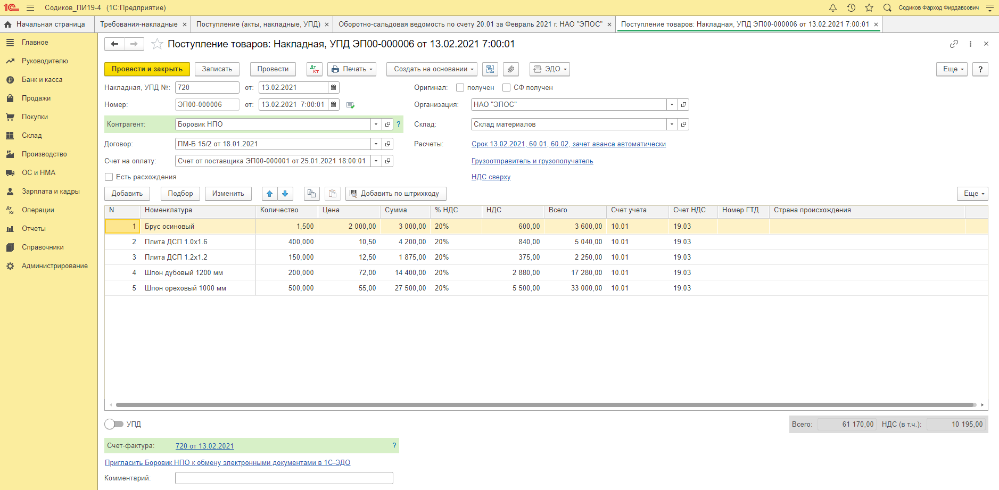 1С Содиков_ПИ19-4 (1С:Предприятие) Содиков Фарход Фирдавсович
Начальная страница Требования-накладные × Поступление (акты, накладные, УПД) × Оборотно-сальдовая ведомость по счету 20.01 за Февраль 2021 г. НАО "ЭПОС" × Поступление товаров: Накладная, УПД ЭП00-000006 от 13.02.2021 7:00:01 ×
Главное
Руководителю
Банк и касса
Продажи
Покупки
Склад
Производство
ОС и НМА
Зарплата и кадры
Операции
Отчеты
Справочники
Администрирование
Поступление товаров: Накладная, УПД ЭП00-000006 от 13.02.2021 7:00:01
Провести и закрыть Записать Провести Дт Кт Печать Создать на основании ЭДО Еще ?
Накладная, УПД №: 720 от: 13.02.2021 Оригинал: получен СФ получен
Номер: ЭП00-000006 от: 13.02.2021 7:00:01 Организация: НАО "ЭПОС"
Контрагент: Боровик НПО ? Склад: Склад материалов
Договор: ПМ-Б 15/2 от 18.01.2021 Расчеты: Срок 13.02.2021, 60.01, 60.02, зачет аванса автоматически
Счет на оплату: Счет от поставщика ЭП00-000001 от 25.01.2021 18:00:01 Грузоотправитель и грузополучатель
Есть расхождения НДС сверху
Добавить Подбор Изменить Добавить по штрихкоду Еще
N Номенклатура Количество Цена Сумма % НДС НДС Всего Счет учета Счет НДС Номер ГТД Страна происхождения
1 Брус осиновый 1,500 2 000,00 3 000,00 20% 600,00 3 600,00 10.01 19.03
2 Плита ДСП 1.0х1.6 400,000 10,50 4 200,00 20% 840,00 5 040,00 10.01 19.03
3 Плита ДСП 1.2х1.2 150,000 12,50 1 875,00 20% 375,00 2 250,00 10.01 19.03
4 Шпон дубовый 1200 мм 200,000 72,00 14 400,00 20% 2 880,00 17 280,00 10.01 19.03
5 Шпон ореховый 1000 мм 500,000 55,00 27 500,00 20% 5 500,00 33 000,00 10.01 19.03
УПД Всего: 61 170,00 НДС (в т.ч.): 10 195,00
Счет-фактура: 720 от 13.02.2021 ?
Пригласить Боровик НПО к обмену электронными документами в 1С-ЭДО
Комментарий: